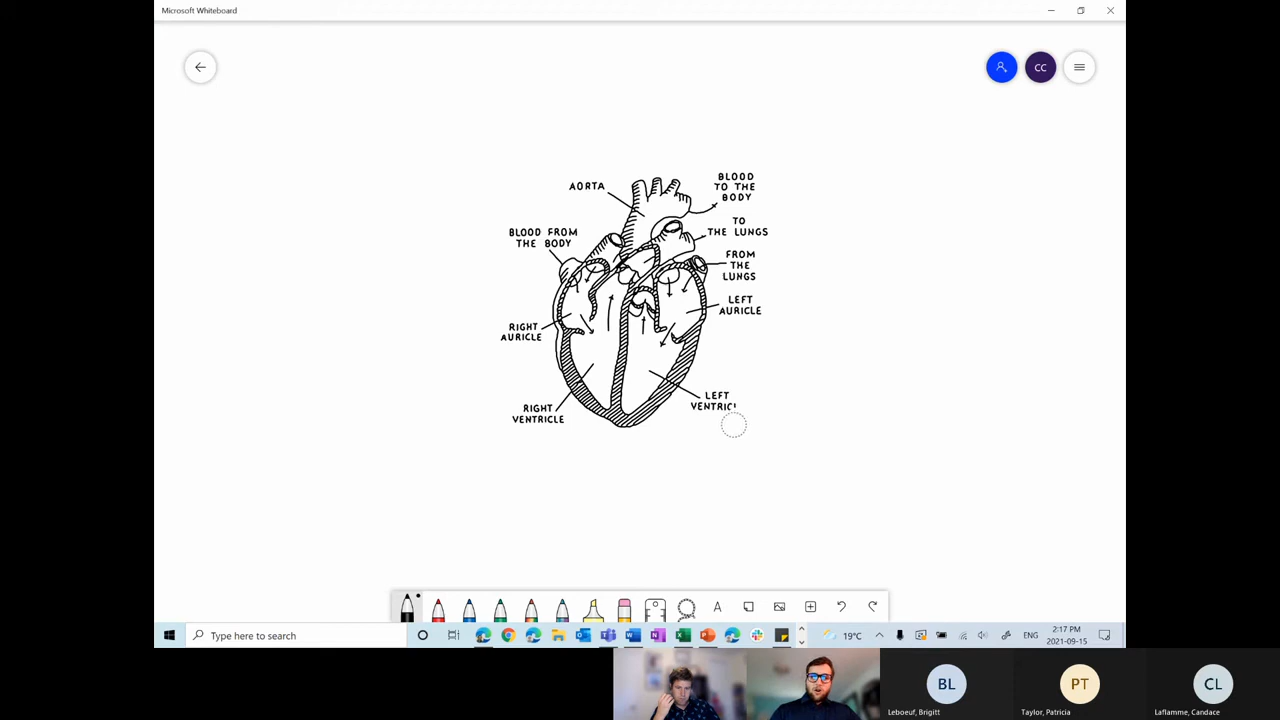 Microsoft Whiteboard
CC
AORTA
BLOOD
TO THE
BODY
BLOOD FROM
THE BODY
TO
THE LUNGS
FROM
THE
LUNGS
LEFT
AURICLE
RIGHT
AURICLE
LEFT
RIGHT
VENTRICLE
A
Type here to search
19°C
ENG
2:17 PM
2021-09-15
BL
PT
CL
Leboeuf, Brigitt
Taylor, Patricia
Laflamme, Candace